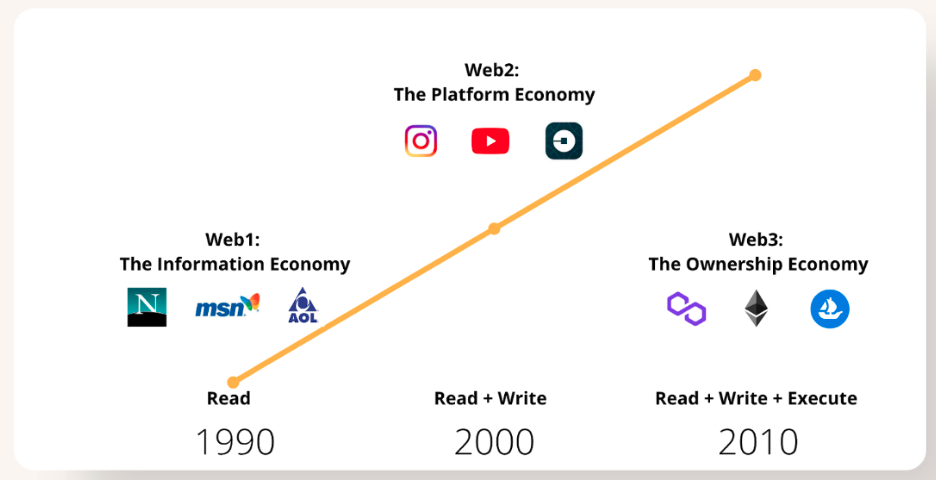 Web2:
The Platform Economy
Web1:
The Information Economy
N
msn
AOL
Web3:
The Ownership Economy
Read
Read + Write
Read + Write + Execute
1990
2000
2010